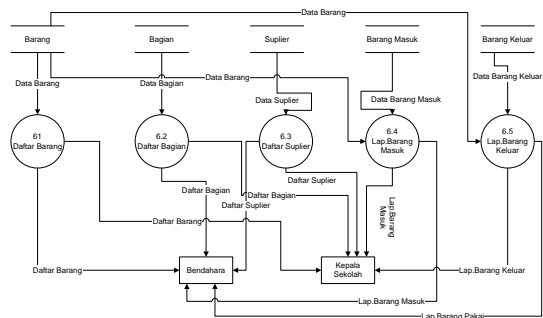 Data Barang
Barang
Bagian
Suplier
Barang Masuk
Barang Keluar
Data Barang
Data Bagian
Data Barang
Data Suplier
Data Barang Masuk
Data Barang Keluar
61
Daftar Barang
6.2
Daftar Bagian
6.3
Daftar Suplier
6.4
Lap.Barang
Masuk
6.5
Lap.Barang
Keluar
Daftar Bagian
Daftar Suplier
Daftar Bagian
Daftar Suplier
Lap.Barang
Masuk
Daftar Barang
Daftar Barang
Bendahara
Kepala
Sekolah
Lap.Barang Keluar
Lap.Barang Masuk
Lap.Barang Pakai